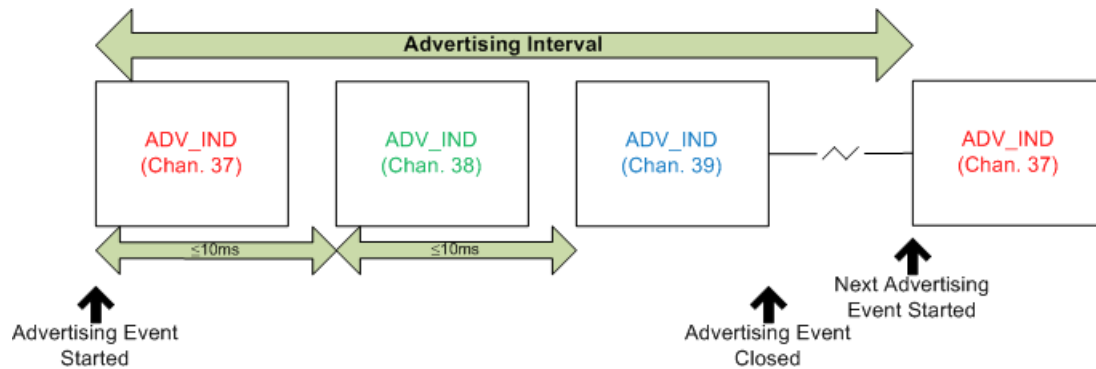 Advertising Interval
ADV_IND
(Chan. 37)
ADV_IND
(Chan. 38)
ADV_IND
(Chan. 39)
ADV_IND
(Chan. 37)
≤10ms
≤10ms
Advertising Event
Started
Advertising Event
Closed
Next Advertising
Event Started